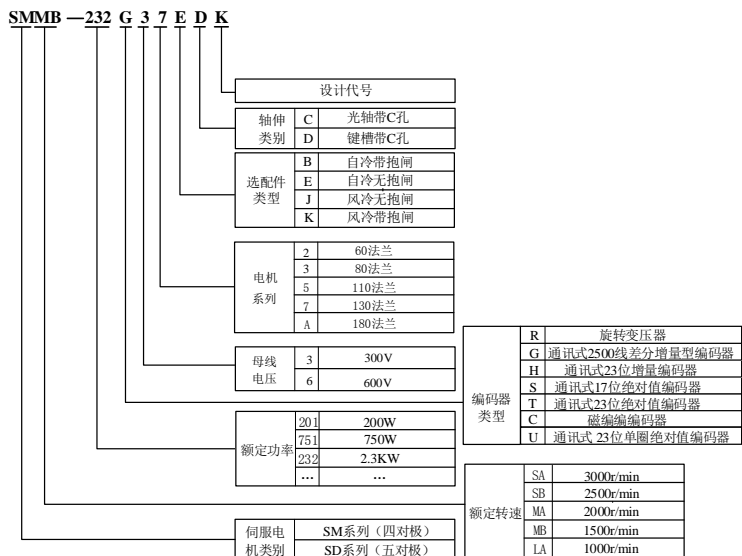 SMMB —232 G 3 7 E D K
设计代号
轴伸类别
C 光轴带C孔
D 键槽带C孔
选配件类型
B 自冷带抱闸
E 自冷无抱闸
J 风冷无抱闸
K 风冷带抱闸
电机系列
2 60法兰
3 80法兰
5 110法兰
7 130法兰
A 180法兰
母线电压
3 300V
6 600V
编码器类型
R 旋转变压器
G 通讯式2500线差分增量型编码器
H 通讯式23位增量编码器
S 通讯式17位绝对值编码器
T 通讯式23位绝对值编码器
C 磁编编编码器
U 通讯式 23位单圈绝对值编码器
额定功率
201 200W
751 750W
232 2.3KW
... ...
额定转速
SA 3000r/min
SB 2500r/min
MA 2000r/min
MB 1500r/min
LA 1000r/min
伺服电机类别
SM系列（四对极）
SD系列（五对极）